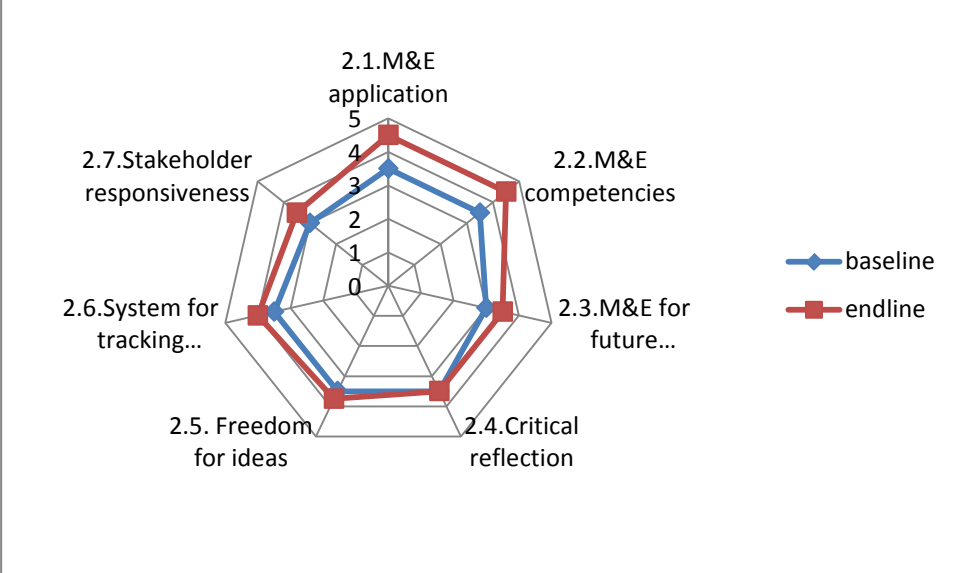 2.1.M&E
application
5
4
3
2
1
0
2.2.M&E
competencies
2.3.M&E for
future...
2.4.Critical
reflection
2.5. Freedom
for ideas
2.6.System for
tracking...
2.7.Stakeholder
responsiveness
baseline
endline